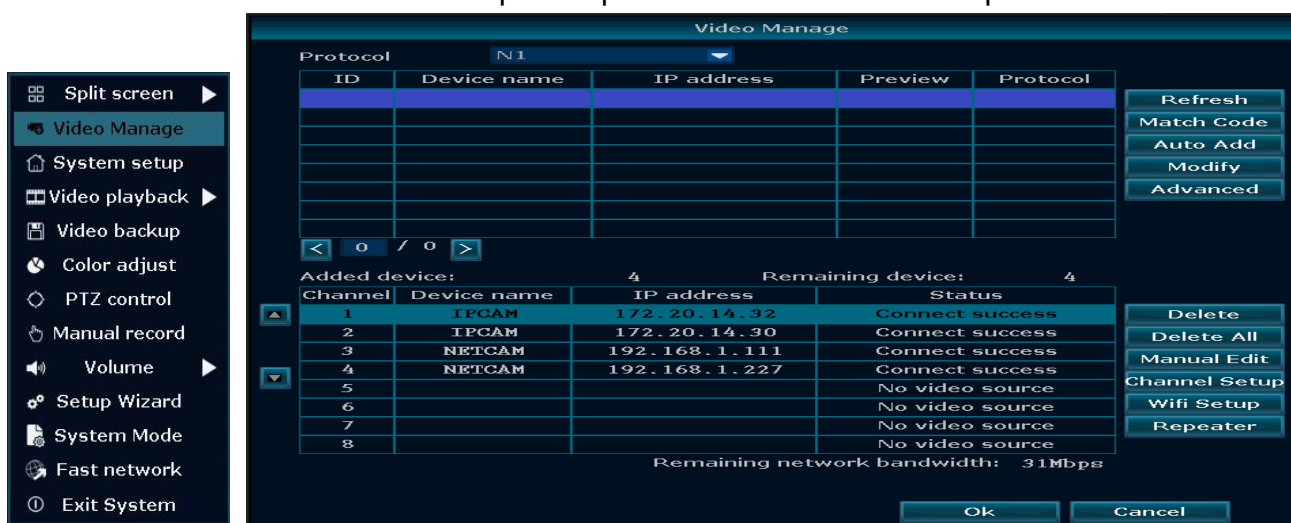 Split screen
Video Manage
System setup
Video playback
Video backup
Color adjust
PTZ control
Manual record
Volume
Setup Wizard
System Mode
Fast network
Exit System
Video Manage
Protocol N1
ID Device name IP address Preview Protocol
Refresh
Match Code
Auto Add
Modify
Advanced
< 0 / 0 >
Added device: 4 Remaining device: 4
Channel Device name IP address Status
1 IPCAM 172.20.14.32 Connect success
2 IPCAM 172.20.14.30 Connect success
3 NETCAM 192.168.1.111 Connect success
4 NETCAM 192.168.1.227 Connect success
5 No video source
6 No video source
7 No video source
8 No video source
Delete
Delete All
Manual Edit
Channel Setup
Wifi Setup
Repeater
Remaining network bandwidth: 31Mbps
Ok Cancel